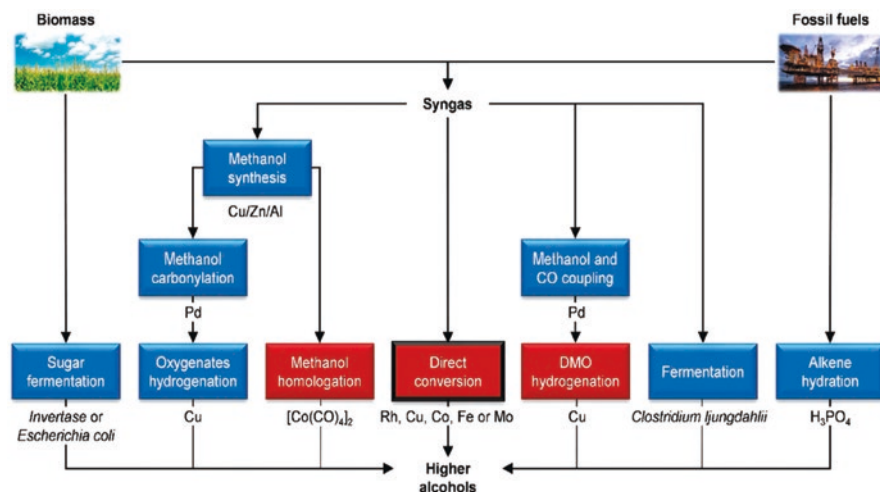 Biomass
Fossil fuels
Syngas
Methanol
synthesis
Cu/Zn/Al
Methanol
carbonylation
Methanol and
CO coupling
Pd
Pd
Sugar
fermentation
Oxygenates
hydrogenation
Methanol
homologation
Direct
conversion
DMO
hydrogenation
Fermentation
Alkene
hydration
Invertase or
Escherichia coli
Cu
[Co(CO)₄]₂
Rh, Cu, Co, Fe or Mo
Cu
Clostridium ljungdahlii
H₃PO₄
Higher
alcohols